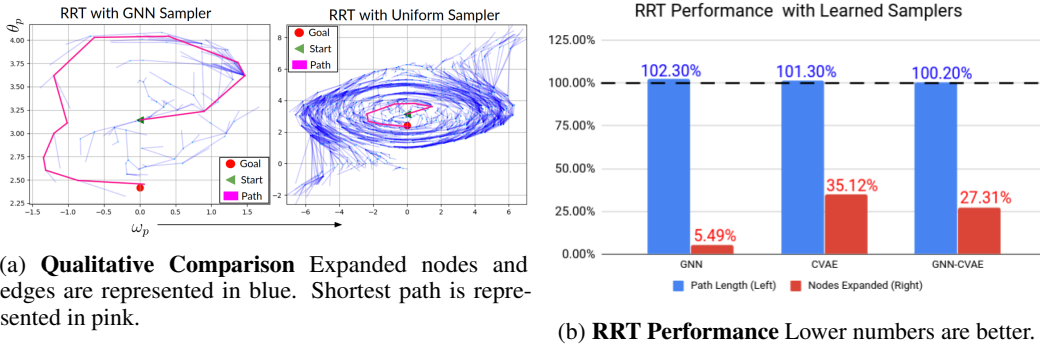 RRT with GNN Sampler
θp
4.00
3.75
3.50
3.25
3.00
2.75
2.50
2.25
−1.5 −1.0 −0.5 0.0 0.5 1.0 1.5
Goal
Start
Path
ωp
RRT with Uniform Sampler
Goal
Start
Path
8
6
4
2
0
−2
−6 −4 −2 0 2 4 6
(a) Qualitative Comparison Expanded nodes and
edges are represented in blue. Shortest path is repre-
sented in pink.
RRT Performance with Learned Samplers
125.00%
100.00%
75.00%
50.00%
25.00%
0.00%
102.30% 101.30% 100.20%
5.49% 35.12% 27.31%
GNN CVAE GNN-CVAE
Path Length (Left) Nodes Expanded (Right)
(b) RRT Performance Lower numbers are better.